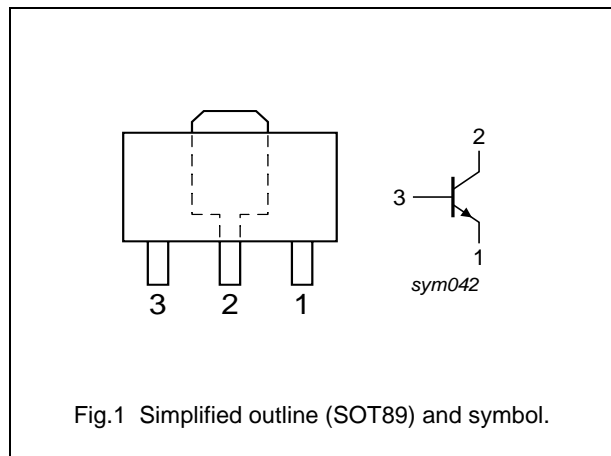 2
3
1
sym042
3 2 1
Fig.1 Simplified outline (SOT89) and symbol.